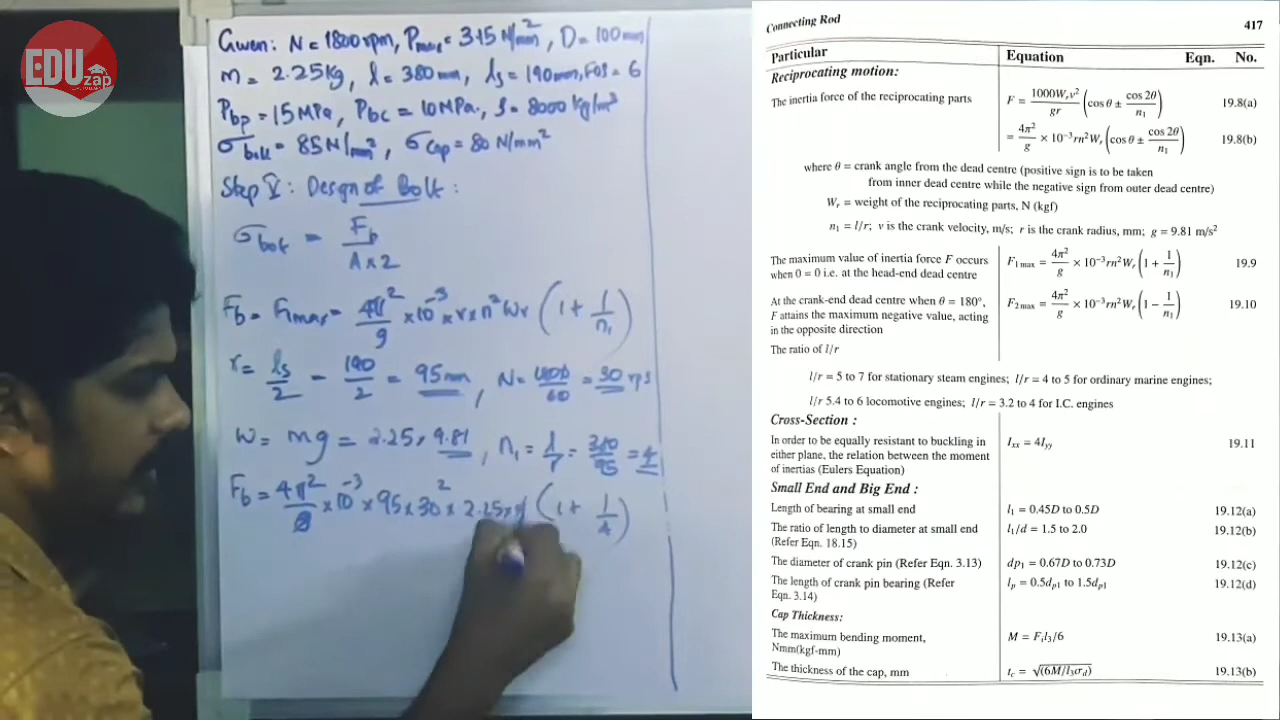 EDU
zap
Given: N = 1800 rpm, Pmax = 3.15 N/mm², D = 100 mm
m = 2.25 kg, l = 380 mm, ls = 190 mm, FOS = 6
Pbp = 15 MPa, Pbc = 10 MPa, ρ = 8000 kg/m³
σbolt = 85 N/mm², σcap = 80 N/mm²
Step V: Design of Bolt:
σbolt = Fb / A × 2
Fb = F1max = 4π²/g × 10⁻³ × r × n² Wr (1 + 1/n₁)
r = ls/2 = 190/2 = 95 mm, N = 1800/60 = 30 rps
W = mg = 2.25 × 9.81, n₁ = l/r = 380/95 = 4
Fb = 4π²/g × 10⁻³ × 95 × 30² × 2.25 × g (1 + 1/4)
Connecting Rod 417
Particular Equation Eqn. No.
Reciprocating motion:
The inertia force of the reciprocating parts F = 1000Wᵣv²/gr (cos θ ± cos 2θ/n₁) 19.8(a)
= 4π²/g × 10⁻³ rn²Wᵣ (cos θ ± cos 2θ/n₁) 19.8(b)
where θ = crank angle from the dead centre (positive sign is to be taken
from inner dead centre while the negative sign from outer dead centre)
Wᵣ = weight of the reciprocating parts, N (kgf)
n₁ = l/r; v is the crank velocity, m/s; r is the crank radius, mm; g = 9.81 m/s²
The maximum value of inertia force F occurs
when 0 = 0 i.e. at the head-end dead centre F1 max = 4π²/g × 10⁻³ rn²Wᵣ (1 + 1/n₁) 19.9
At the crank-end dead centre when θ = 180°, F2 max = 4π²/g × 10⁻³ rn²Wᵣ (1 − 1/n₁) 19.10
F attains the maximum negative value, acting
in the opposite direction
The ratio of l/r
l/r = 5 to 7 for stationary steam engines; l/r = 4 to 5 for ordinary marine engines;
l/r 5.4 to 6 locomotive engines; l/r = 3.2 to 4 for I.C. engines
Cross-Section :
In order to be equally resistant to buckling in Ixx = 4Iyy 19.11
either plane, the relation between the moment
of inertias (Eulers Equation)
Small End and Big End :
Length of bearing at small end l₁ = 0.45D to 0.5D 19.12(a)
The ratio of length to diameter at small end l₁/d = 1.5 to 2.0 19.12(b)
(Refer Eqn. 18.15)
The diameter of crank pin (Refer Eqn. 3.13) dp₁ = 0.67D to 0.73D 19.12(c)
The length of crank pin bearing (Refer lₚ = 0.5dp1 to 1.5dp1 19.12(d)
Eqn. 3.14)
Cap Thickness:
The maximum bending moment, M = Fᵢl₃/6 19.13(a)
Nmm(kgf-mm)
The thickness of the cap, mm tc = √(6M/l₃σd) 19.13(b)